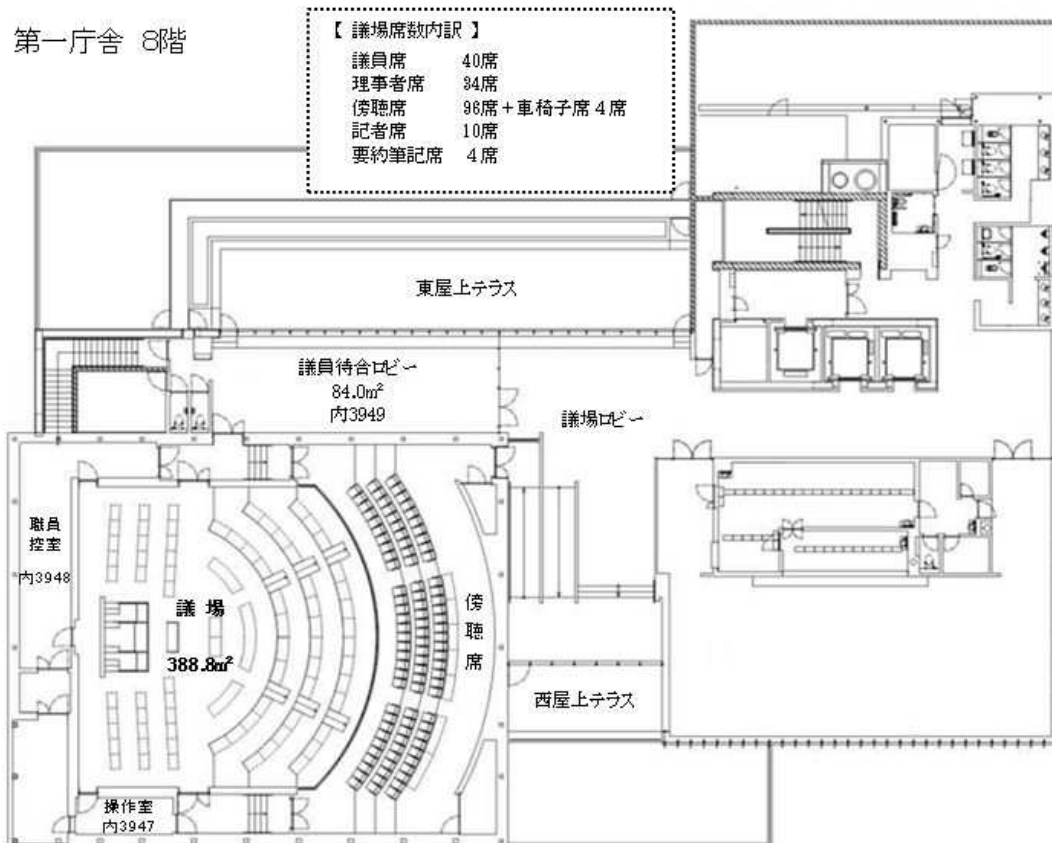 第一庁舎 8階
【 議場席数内訳 】
議員席 40席
理事者席 34席
傍聴席 96席+車椅子席 4席
記者席 10席
要約筆記席 4席
東屋上テラス
議員待合ロビー
84.0m²
内3949
議場ロビー
職員
控室
内3948
議 場
388.8m²
傍
聴
席
西屋上テラス
操作室
内3947